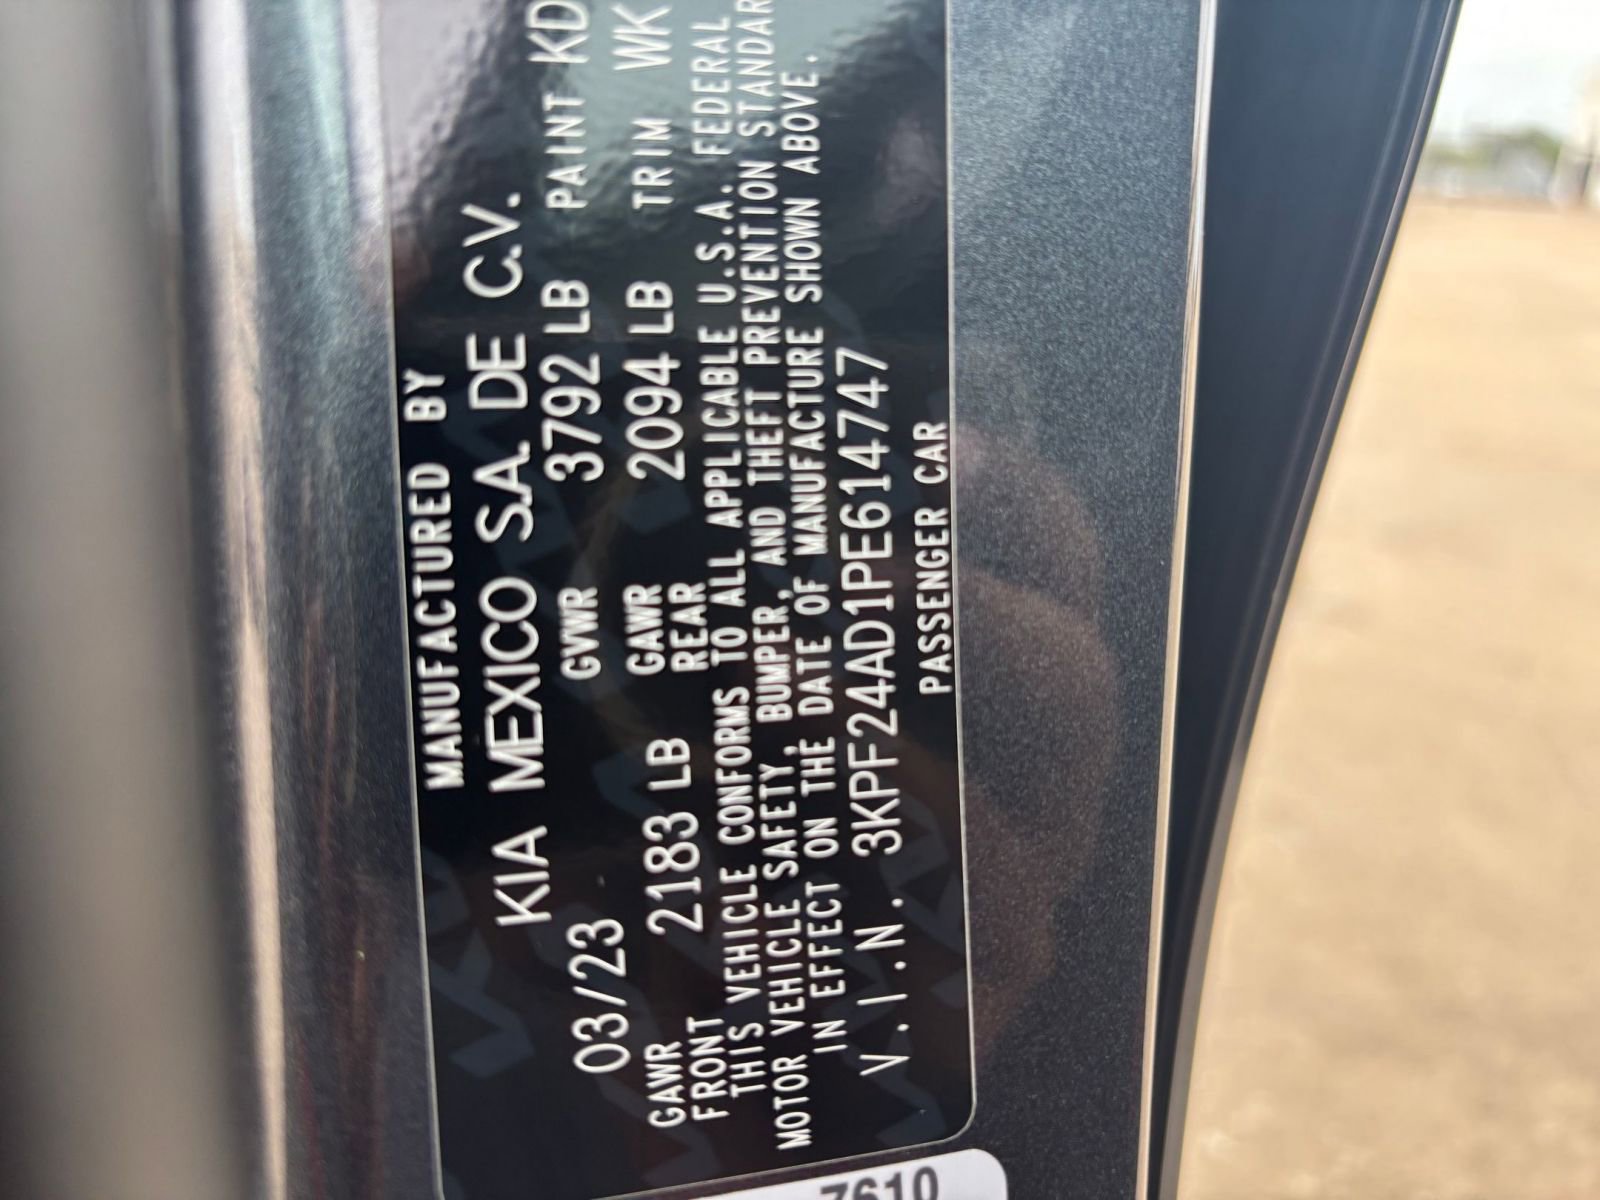 MANUFACTURED BY
KIA MEXICO S.A. DE C.V.
03/23 GVWR 3792 LB PAINT KD
GAWR FRONT 2183 LB GAWR REAR 2094 LB TRIM WK
THIS VEHICLE CONFORMS TO ALL APPLICABLE U.S.A. FEDERAL
MOTOR VEHICLE SAFETY, BUMPER, AND THEFT PREVENTION STANDAR
IN EFFECT ON THE DATE OF MANUFACTURE SHOWN ABOVE.
V.I.N. 3KPF24AD1PE614747
PASSENGER CAR
7610